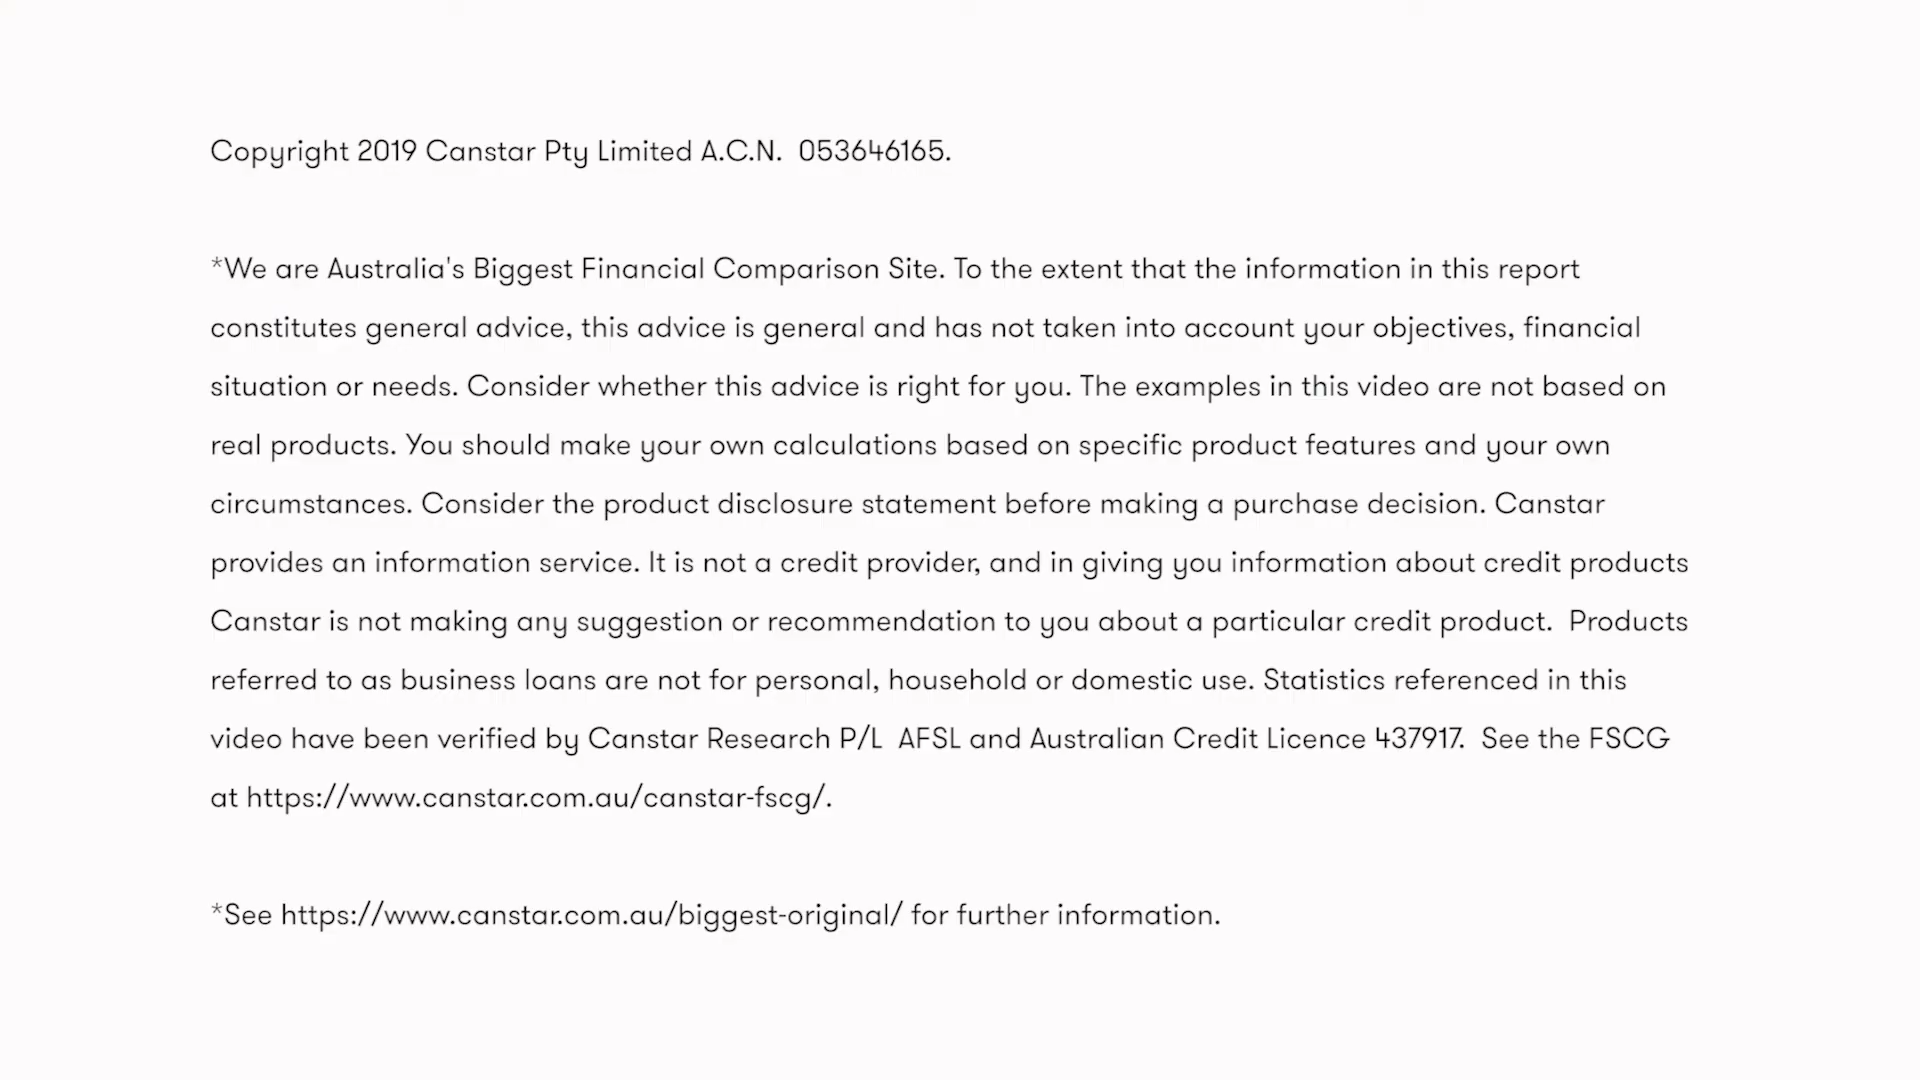 Copyright 2019 Canstar Pty Limited A.C.N.  053646165.
*We are Australia's Biggest Financial Comparison Site. To the extent that the information in this report
constitutes general advice, this advice is general and has not taken into account your objectives, financial
situation or needs. Consider whether this advice is right for you. The examples in this video are not based on
real products. You should make your own calculations based on specific product features and your own
circumstances. Consider the product disclosure statement before making a purchase decision. Canstar
provides an information service. It is not a credit provider, and in giving you information about credit products
Canstar is not making any suggestion or recommendation to you about a particular credit product.  Products
referred to as business loans are not for personal, household or domestic use. Statistics referenced in this
video have been verified by Canstar Research P/L  AFSL and Australian Credit Licence 437917.  See the FSCG
at https://www.canstar.com.au/canstar-fscg/.
*See https://www.canstar.com.au/biggest-original/ for further information.